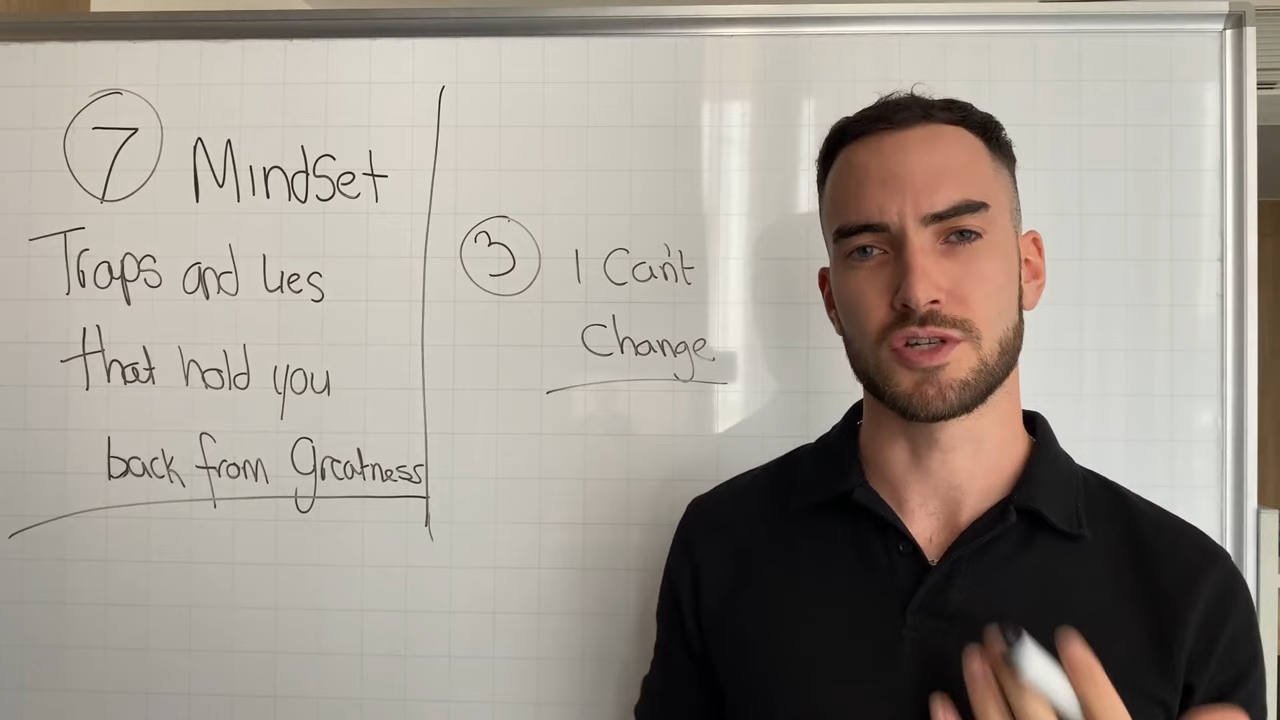 7 MindSet
Traps and lies
that hold you
back from Greatness
3 I Can't
Change